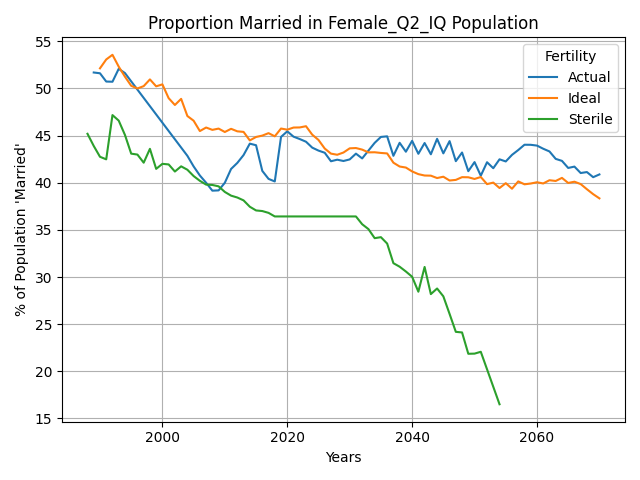 Proportion Married in Female_Q2_IQ Population
% of Population 'Married'
55
50
45
40
35
30
25
20
15
Fertility
Actual
Ideal
Sterile
2000
2020
2040
2060
Years